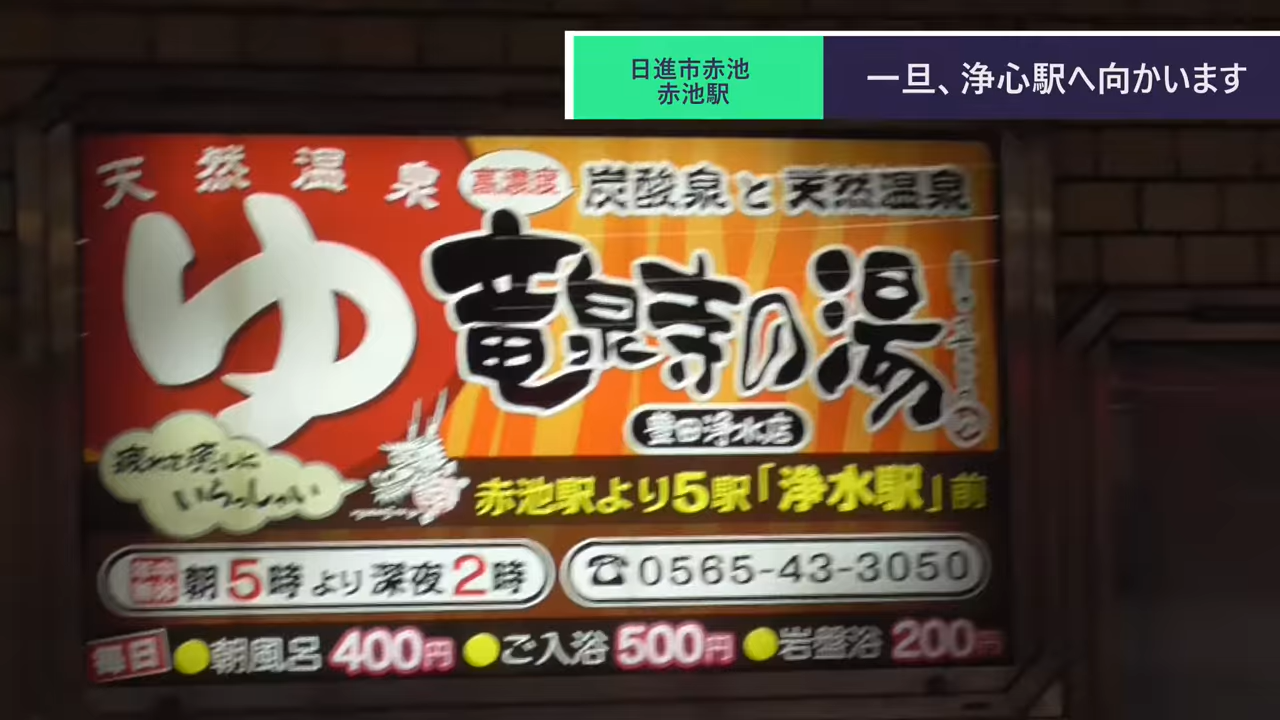 日進市赤池
赤池駅
一旦、浄心駅へ向かいます
天然温泉
ゆ
高濃度
炭酸泉と天然温泉
竜泉寺の湯
豊田浄水店
疲れを癒しに
いらっしゃい
赤池駅より5駅「浄水駅」前
朝5時より深夜2時
☎0565-43-3050
毎日 ●朝風呂 400円 ●ご入浴 500円 ●岩盤浴 200円